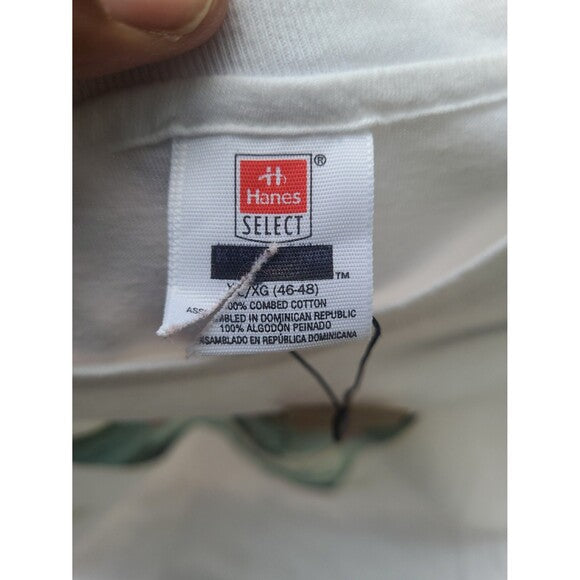 Hanes ®
SELECT
TM
/XG (46-48)
100% COMBED COTTON
ASS MBLED IN DOMINICAN REPUBLIC
100% ALGODÓN PEINADO
ENSAMBLADO EN REPÚBLICA DOMINICANA